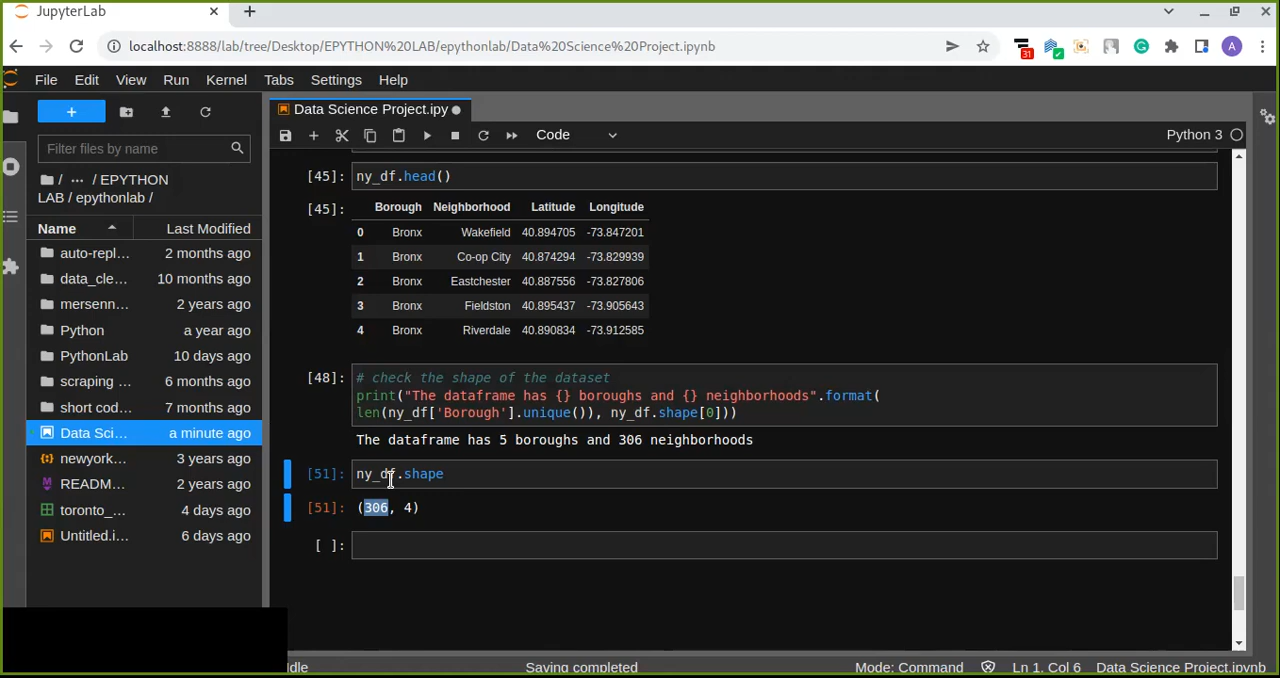 JupyterLab
localhost:8888/lab/tree/Desktop/EPYTHON%20LAB/epythonlab/Data%20Science%20Project.ipynb
31
A
File Edit View Run Kernel Tabs Settings Help
Data Science Project.ipy
Code
Python 3
Filter files by name
/ ··· / EPYTHON
LAB / epythonlab /
Name Last Modified
auto-repl... 2 months ago
data_cle... 10 months ago
mersenn... 2 years ago
Python a year ago
PythonLab 10 days ago
scraping ... 6 months ago
short cod... 7 months ago
Data Sci... a minute ago
newyork... 3 years ago
READM... 2 years ago
toronto_... 4 days ago
Untitled.i... 6 days ago
[45]: ny_df.head()
[45]: Borough Neighborhood Latitude Longitude
0 Bronx Wakefield 40.894705 -73.847201
1 Bronx Co-op City 40.874294 -73.829939
2 Bronx Eastchester 40.887556 -73.827806
3 Bronx Fieldston 40.895437 -73.905643
4 Bronx Riverdale 40.890834 -73.912585
[48]: # check the shape of the dataset
print("The dataframe has {} boroughs and {} neighborhoods".format(
len(ny_df['Borough'].unique()), ny_df.shape[0]))
The dataframe has 5 boroughs and 306 neighborhoods
[51]: ny_df.shape
[51]: (306, 4)
[ ]:
Idle Saving completed Mode: Command Ln 1, Col 6 Data Science Project.ipynb